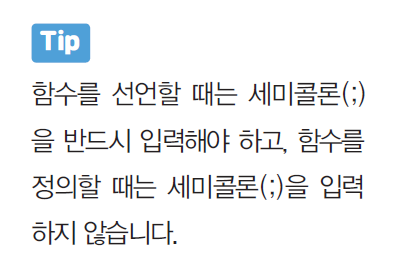 Tip
함수를 선언할 때는 세미콜론(;)
을 반드시 입력해야 하고, 함수를
정의할 때는 세미콜론(;)을 입력
하지 않습니다.